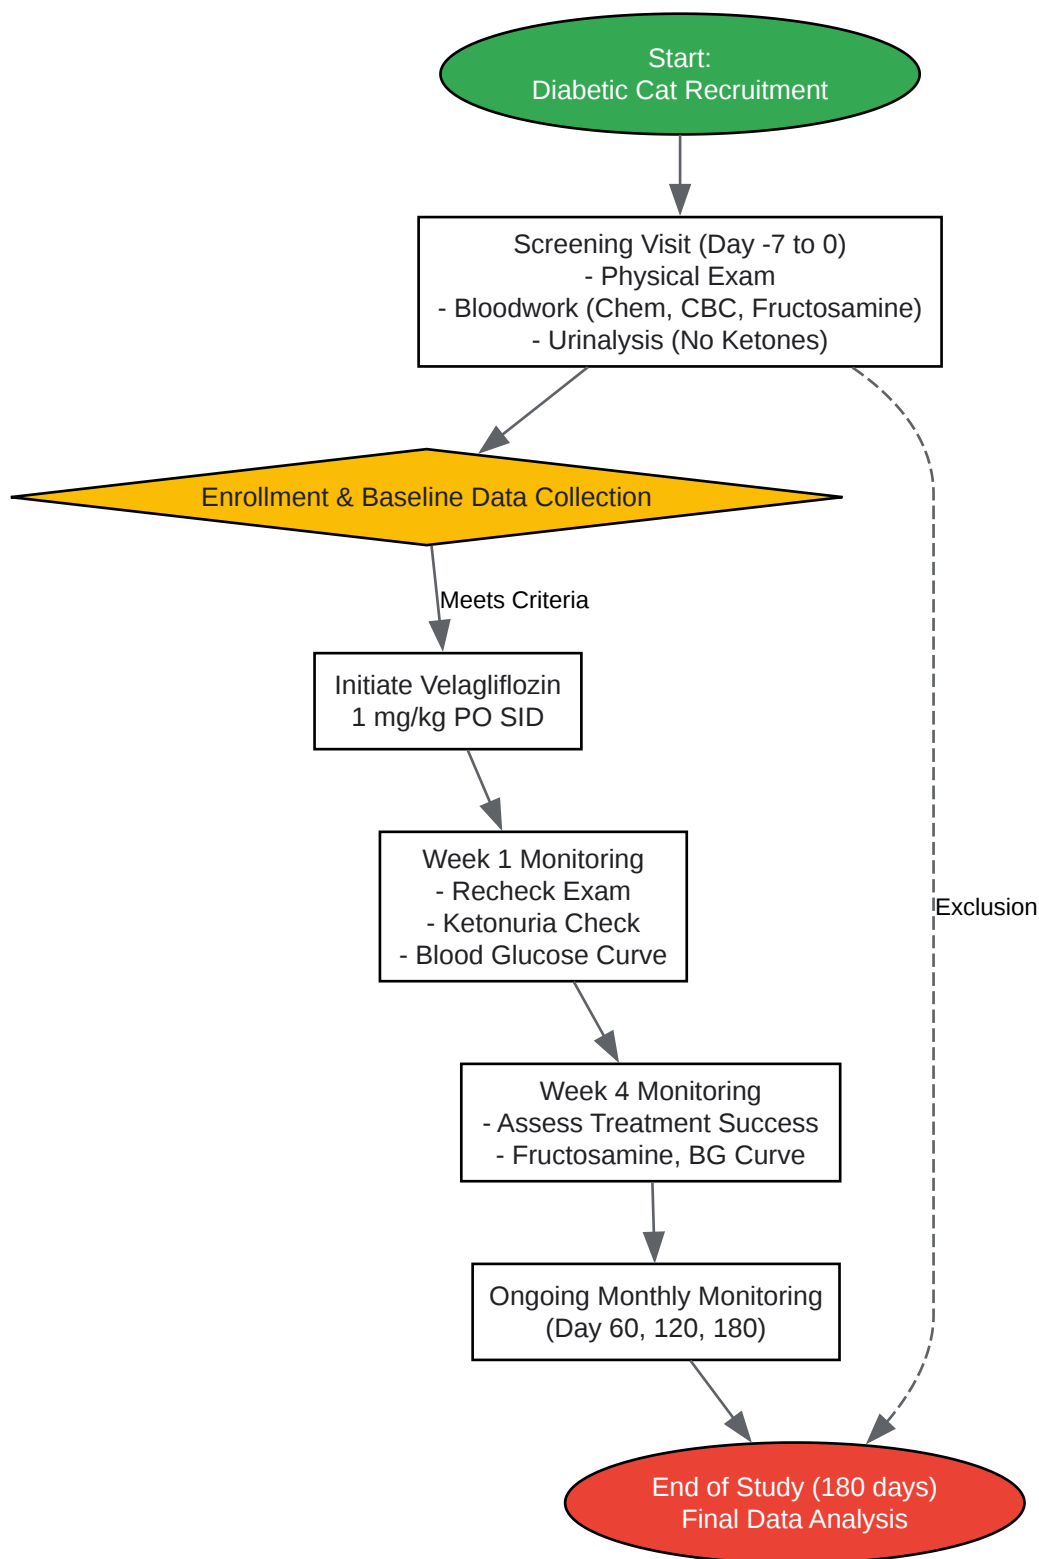 Start:
Diabetic Cat Recruitment
Screening Visit (Day -7 to 0)
- Physical Exam
- Bloodwork (Chem, CBC, Fructosamine)
- Urinalysis (No Ketones)
Enrollment & Baseline Data Collection
Meets Criteria
Initiate Velagliflozin
1 mg/kg PO SID
Week 1 Monitoring
- Recheck Exam
- Ketonuria Check
- Blood Glucose Curve
Exclusion
Week 4 Monitoring
- Assess Treatment Success
- Fructosamine, BG Curve
Ongoing Monthly Monitoring
(Day 60, 120, 180)
End of Study (180 days)
Final Data Analysis